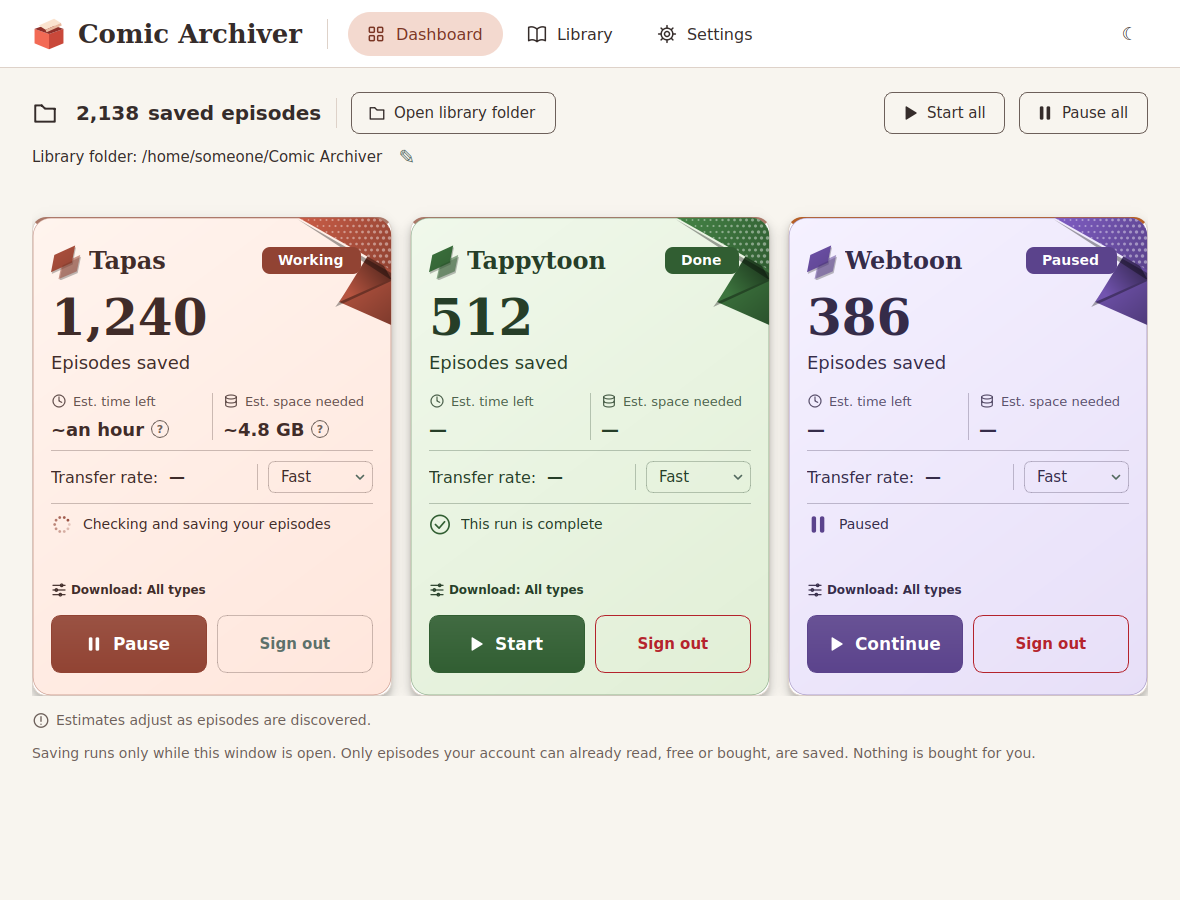 Comic Archiver
Dashboard
Library
Settings
2,138 saved episodes
Open library folder
Start all
Pause all
Library folder: /home/someone/Comic Archiver
Tapas
Working
1,240
Episodes saved
Est. time left
Est. space needed
~an hour ?
~4.8 GB ?
Transfer rate: —
Fast
Checking and saving your episodes
Download: All types
Pause
Sign out
Tappytoon
Done
512
Episodes saved
Est. time left
Est. space needed
—
—
Transfer rate: —
Fast
This run is complete
Download: All types
Start
Sign out
Webtoon
Paused
386
Episodes saved
Est. time left
Est. space needed
—
—
Transfer rate: —
Fast
Paused
Download: All types
Continue
Sign out
Estimates adjust as episodes are discovered.
Saving runs only while this window is open. Only episodes your account can already read, free or bought, are saved. Nothing is bought for you.